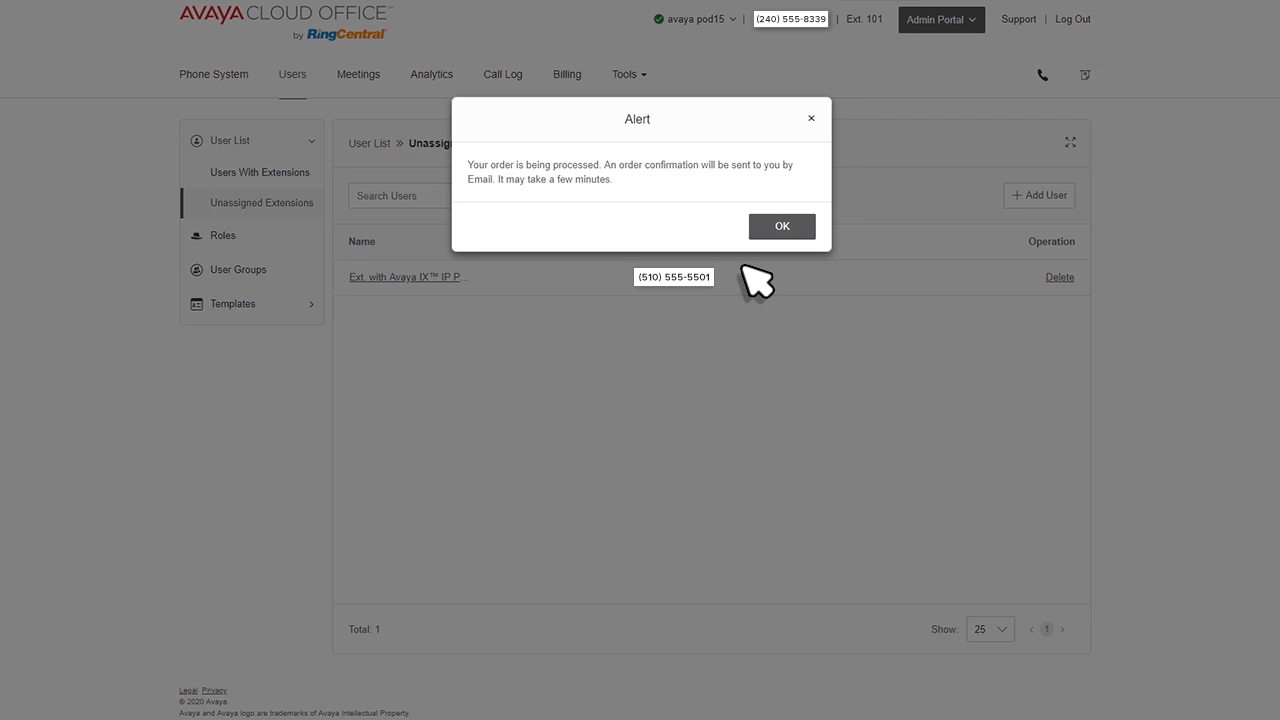 AVAYA CLOUD OFFICE™
by RingCentral
avaya pod15 | (240) 555-8339 | Ext. 101 Admin Portal Support | Log Out
Phone System Users Meetings Analytics Call Log Billing Tools
Alert ×
Your order is being processed. An order confirmation will be sent to you by
Email. It may take a few minutes.
OK
User List
Users With Extensions
Unassigned Extensions
Roles
User Groups
Templates
User List » Unassig
Search Users + Add User
Name Operation
Ext. with Avaya IX™ IP P... (510) 555-5501 Delete
Total: 1 Show: 25 < 1 >
Legal Privacy
© 2020 Avaya.
Avaya and Avaya logo are trademarks of Avaya Intellectual Property.